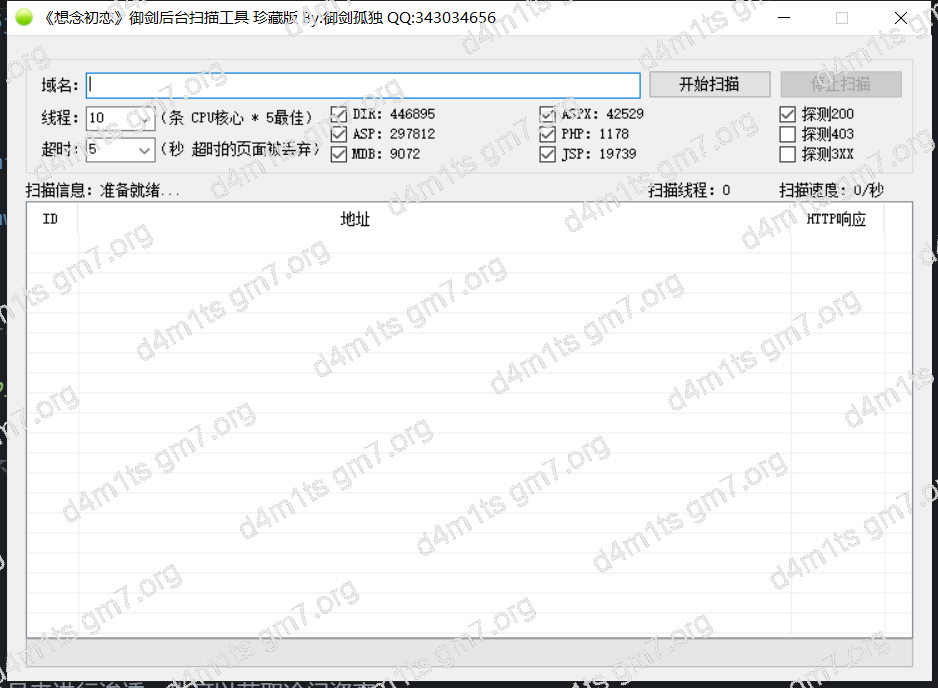 《想念初恋》御剑后台扫描工具 珍藏版 By:御剑孤独 QQ:343034656
域名: 开始扫描 停止扫描
线程: 10 (条 CPU核心 * 5最佳) DIR: 446895 ASPX: 42529 探测200
ASP: 297812 PHP: 1178 探测403
超时: 5 (秒 超时的页面被丢弃) MDB: 9072 JSP: 19739 探测3XX
扫描信息: 准备就绪... 扫描线程: 0 扫描速度: 0/秒
ID 地址 HTTP响应
d4m1ts gm7.org